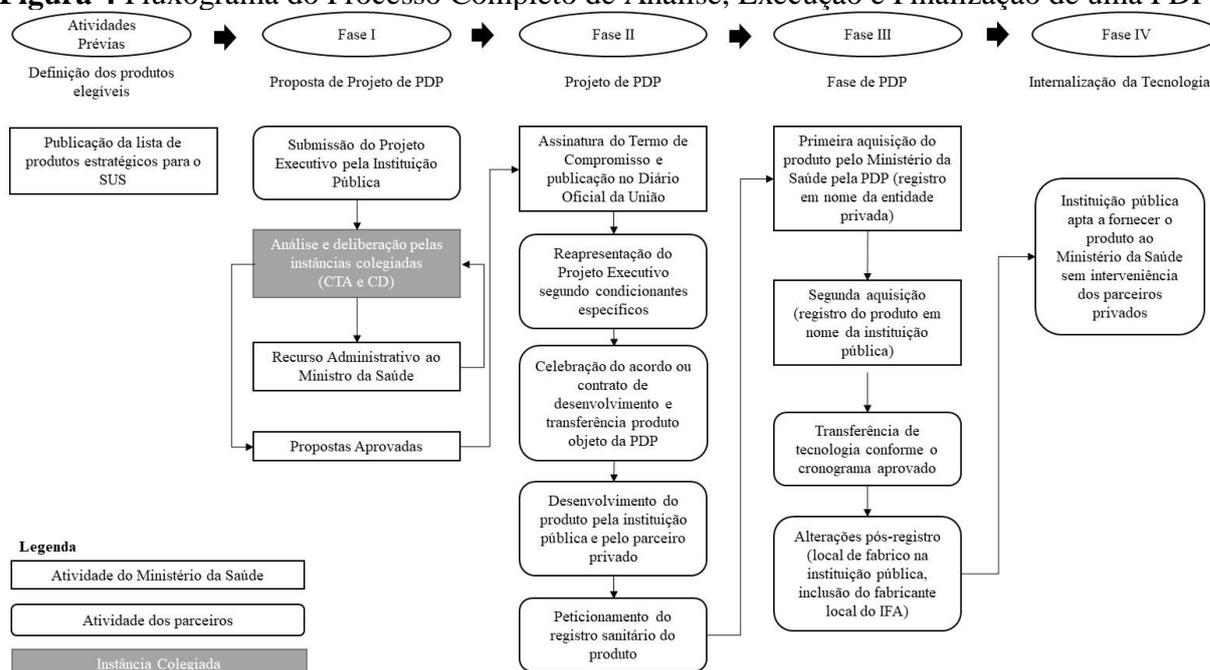 Figura 4 Fluxograma do Processo Completo de Análise, Execução e Finalização de uma PDP
Atividades
Prévias
Definição dos produtos
elegíveis
Publicação da lista de
produtos estratégicos para o
SUS
Fase I
Proposta de Projeto de PDP
Submissão do Projeto
Executivo pela Instituição
Pública
Análise e deliberação pelas
instâncias colegiadas
(CTA e CD)
Recurso Administrativo ao
Ministro da Saúde
Propostas Aprovadas
Fase II
Projeto de PDP
Assinatura do Termo de
Compromisso e
publicação no Diário
Oficial da União
Reapresentação do
Projeto Executivo
segundo condicionantes
específicos
Celebração do acordo ou
contrato de
desenvolvimento e
transferência produto
objeto da PDP
Desenvolvimento do
produto pela instituição
pública e pelo parceiro
privado
Peticionamento do
registro sanitário do
produto
Fase III
Fase de PDP
Primeira aquisição do
produto pelo Ministério da
Saúde pela PDP (registro
em nome da entidade
privada)
Segunda aquisição
(registro do produto em
nome da instituição
pública)
Transferência de
tecnologia conforme o
cronograma aprovado
Alterações pós-registro
(local de fabrico na
instituição pública,
inclusão do fabricante
local do IFA)
Fase IV
Internalização da Tecnologia
Instituição pública
apta a fornecer o
produto ao
Ministério da Saúde
sem interveniência
dos parceiros
privados
Legenda
Atividade do Ministério da Saúde
Atividade dos parceiros
Instância Colegiada